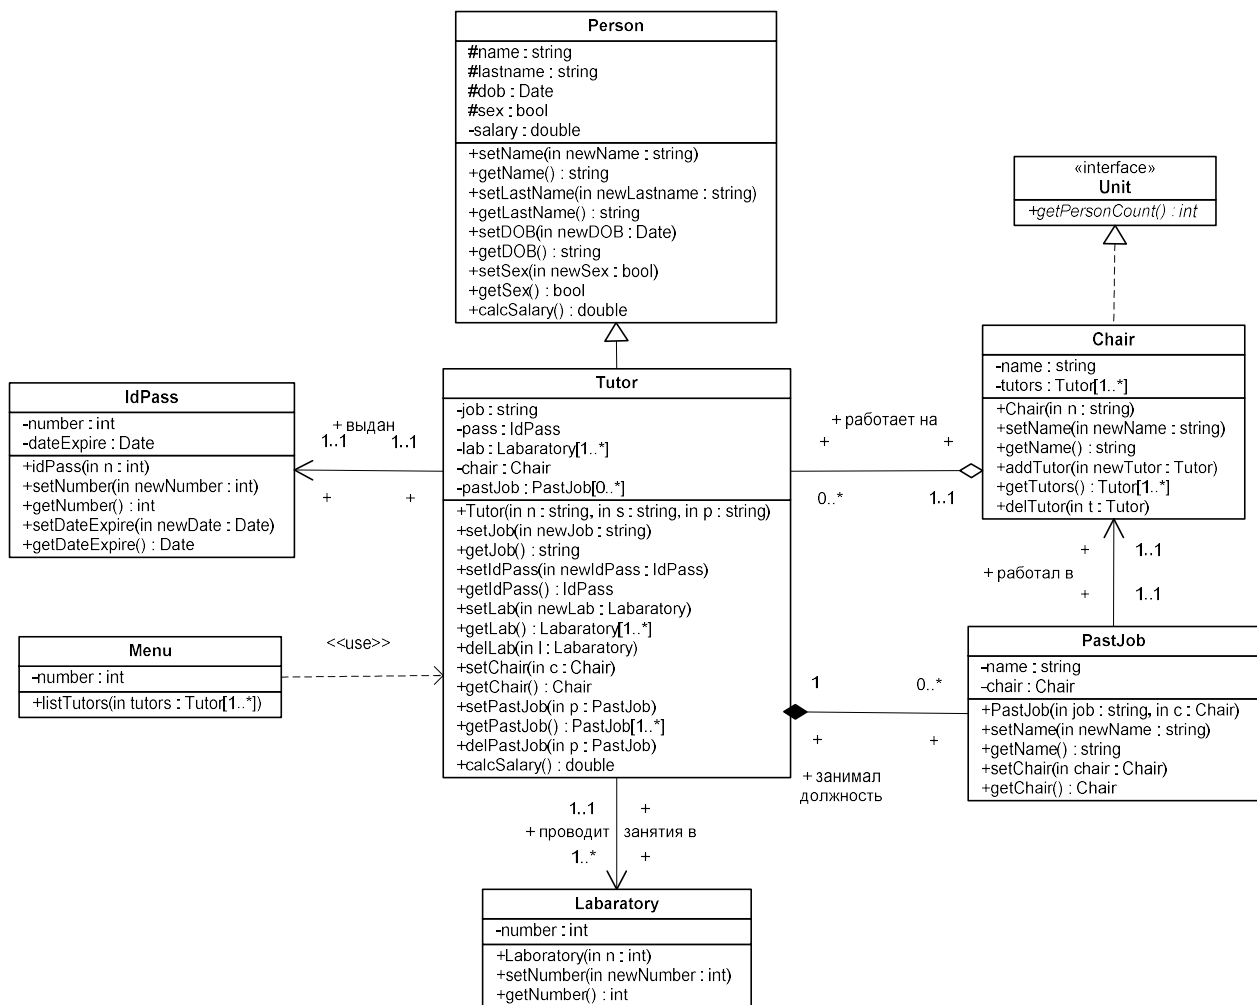 Person
#name : string
#lastname : string
#dob : Date
#sex : bool
-salary : double
+setName(in newName : string)
+getName() : string
+setLastName(in newLastname : string)
+getLastName() : string
+setDOB(in newDOB : Date)
+getDOB() : string
+setSex(in newSex : bool)
+getSex() : bool
+calcSalary() : double
«interface»
Unit
+getPersonCount() : int
IdPass
-number : int
-dateExpire : Date
+idPass(in n : int)
+setNumber(in newNumber : int)
+getNumber() : int
+setDateExpire(in newDate : Date)
+getDateExpire() : Date
+ выдан
1..1 1..1
+ +
Tutor
-job : string
-pass : IdPass
-lab : Labaratory[1..*]
-chair : Chair
-pastJob : PastJob[0..*]
+Tutor(in n : string, in s : string, in p : string)
+setJob(in newJob : string)
+getJob() : string
+setIdPass(in newIdPass : IdPass)
+getIdPass() : IdPass
+setLab(in newLab : Labaratory)
+getLab() : Labaratory[1..*]
+delLab(in l : Labaratory)
+setChair(in c : Chair)
+getChair() : Chair
+setPastJob(in p : PastJob)
+getPastJob() : PastJob[1..*]
+delPastJob(in p : PastJob)
+calcSalary() : double
+ работает на
+ +
0..* 1..1
Chair
-name : string
-tutors : Tutor[1..*]
+Chair(in n : string)
+setName(in newName : string)
+getName() : string
+addTutor(in newTutor : Tutor)
+getTutors() : Tutor[1..*]
+delTutor(in t : Tutor)
+ 1..1
+ работал в
+ 1..1
Menu
-number : int
+listTutors(in tutors : Tutor[1..*])
<<use>>
1 0..*
+ +
+ занимал
должность
PastJob
-name : string
-chair : Chair
+PastJob(in job : string, in c : Chair)
+setName(in newName : string)
+getName() : string
+setChair(in chair : Chair)
+getChair() : Chair
1..1 +
+ проводит занятия в
1..* +
Labaratory
-number : int
+Laboratory(in n : int)
+setNumber(in newNumber : int)
+getNumber() : int